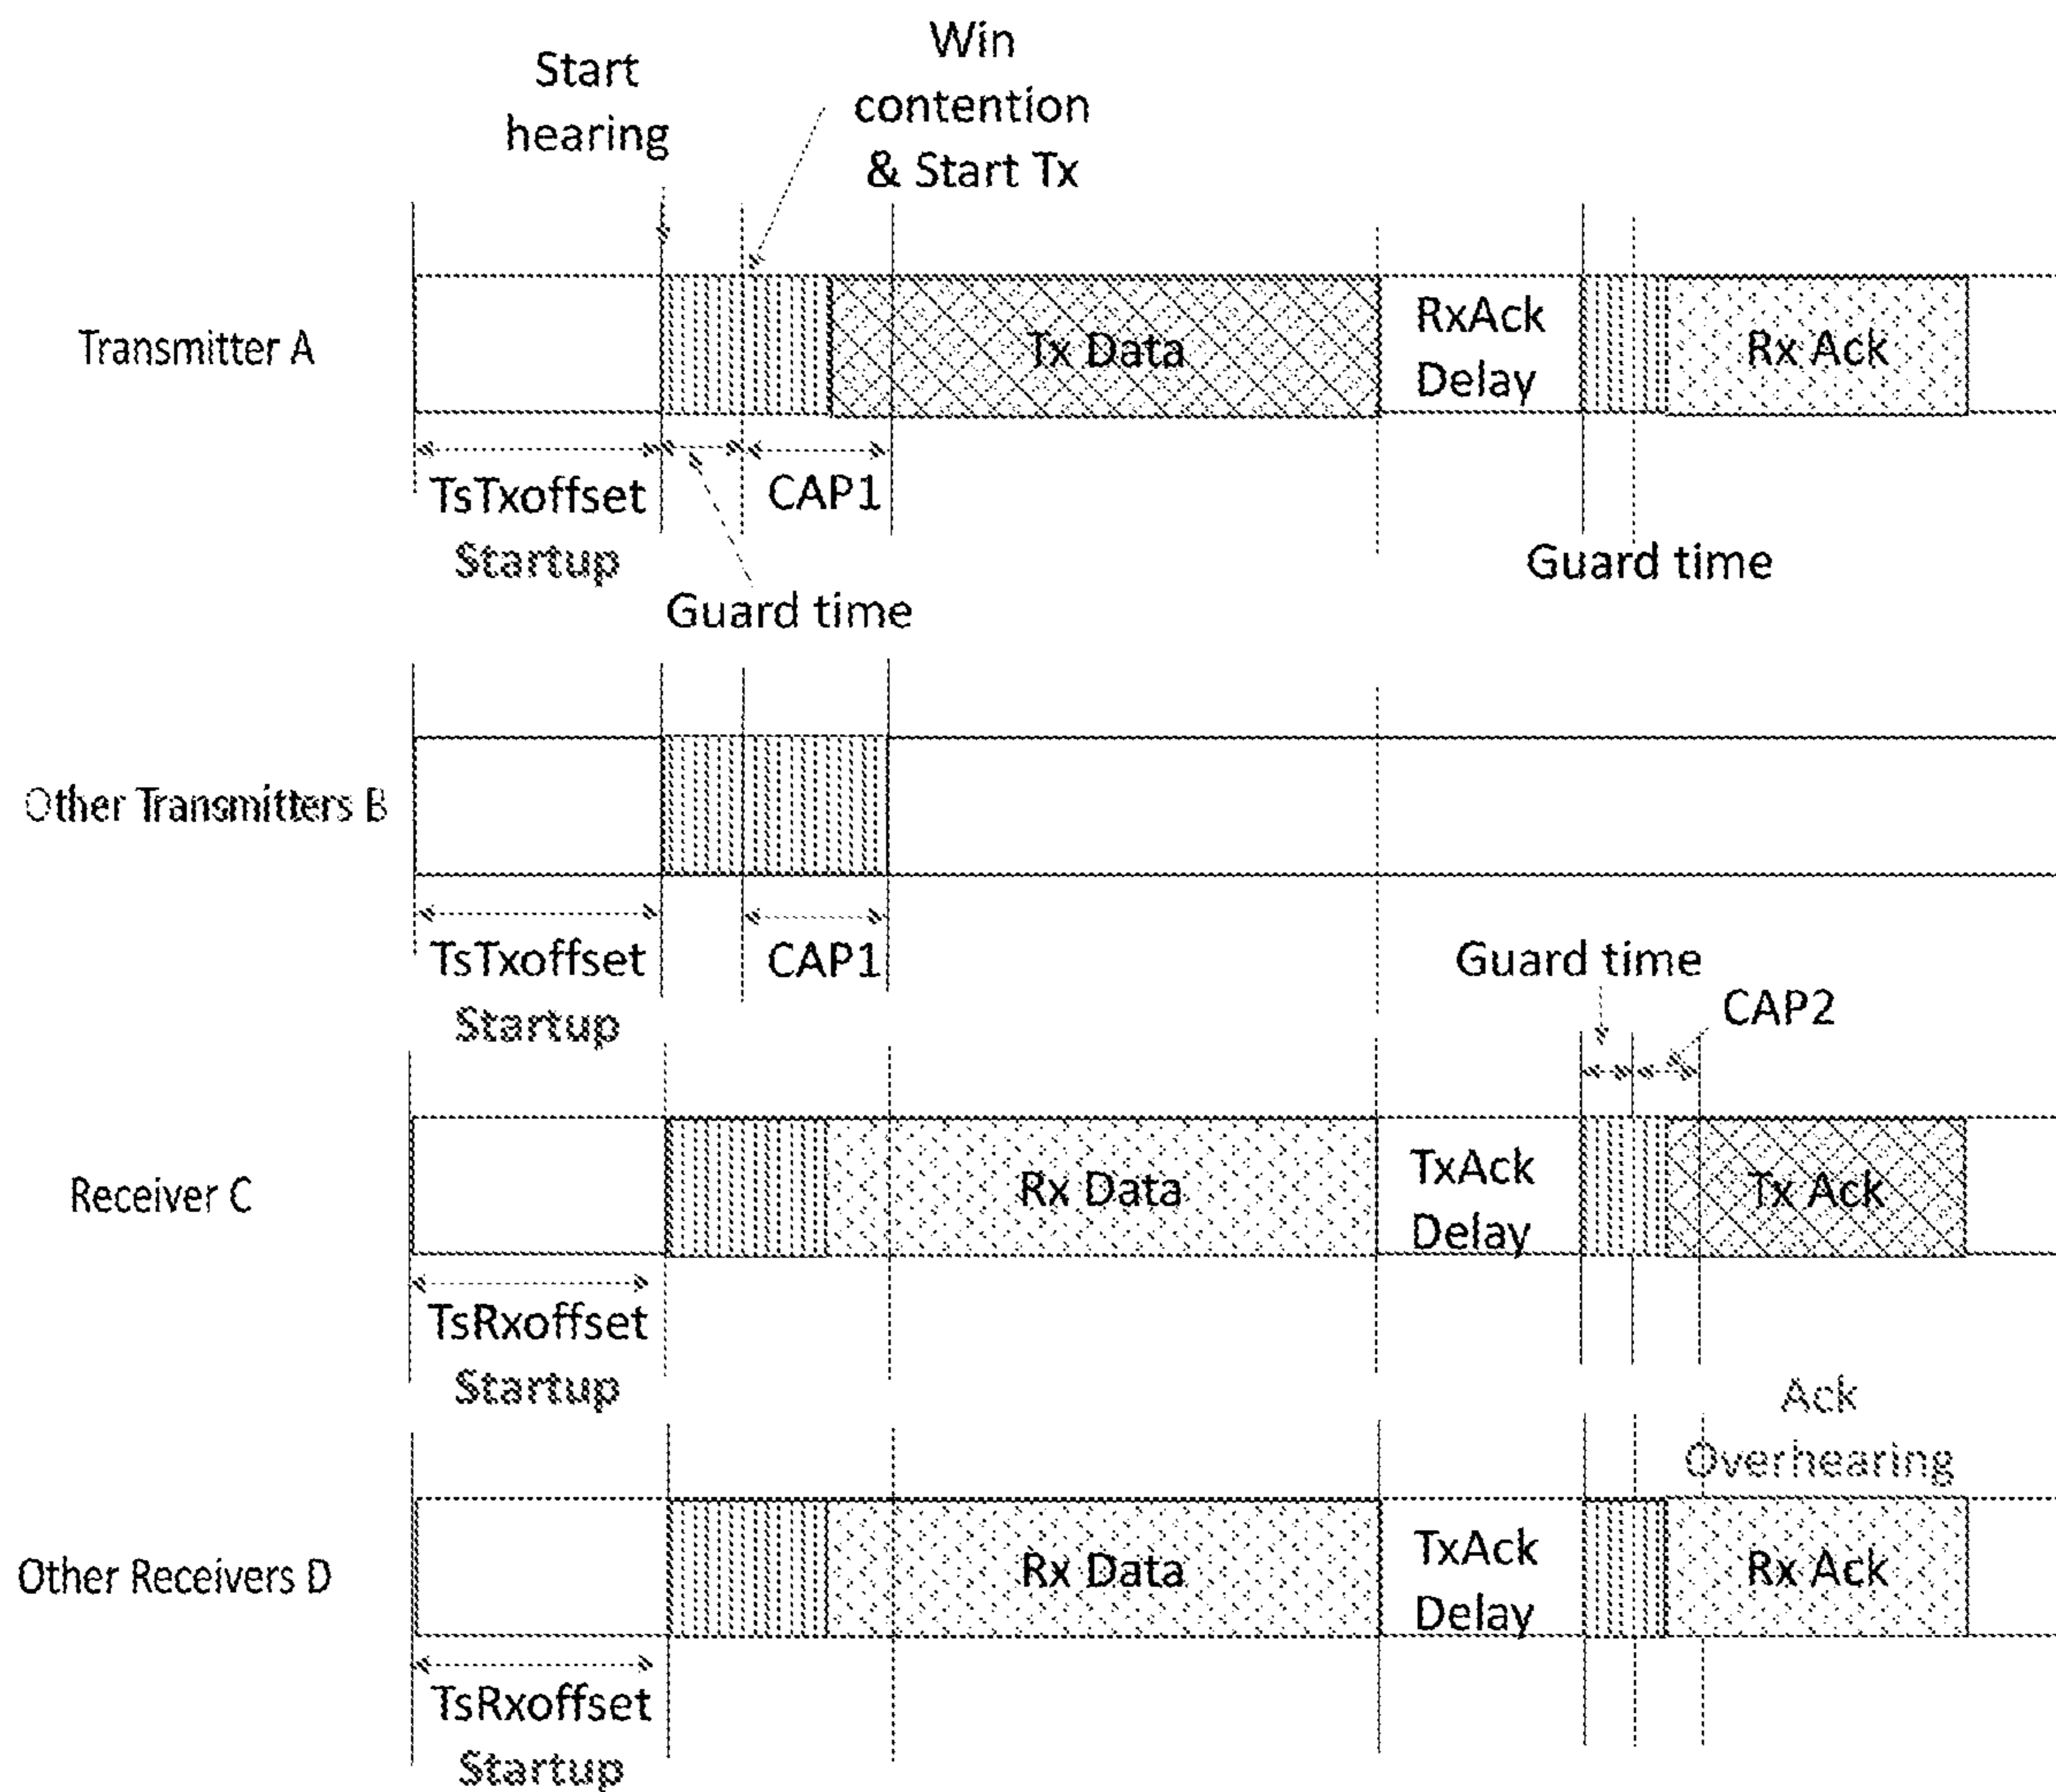 Start
hearing
Win
contention
& Start Tx
Transmitter A
Tx Data
RxAck
Delay
Rx Ack
TsTxoffset
Startup
CAP1
Guard time
Guard time
Other Transmitters B
TsTxoffset
Startup
CAP1
Guard time
CAP2
Receiver C
Rx Data
TxAck
Delay
Tx Ack
TsRxoffset
Startup
Ack
Overhearing
Other Receivers D
Rx Data
TxAck
Delay
Rx Ack
TsRxoffset
Startup